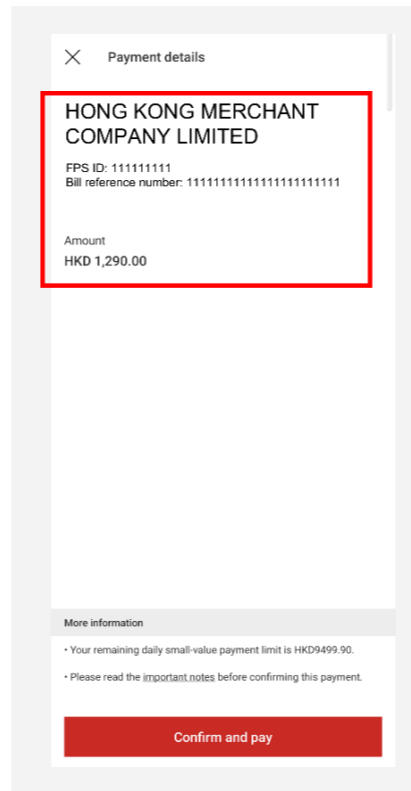 Payment details
HONG KONG MERCHANT
COMPANY LIMITED
FPS ID: 111111111
Bill reference number: 11111111111111111111111
Amount
HKD 1,290.00
More information
• Your remaining daily small-value payment limit is HKD9499.90.
• Please read the important notes before confirming this payment.
Confirm and pay